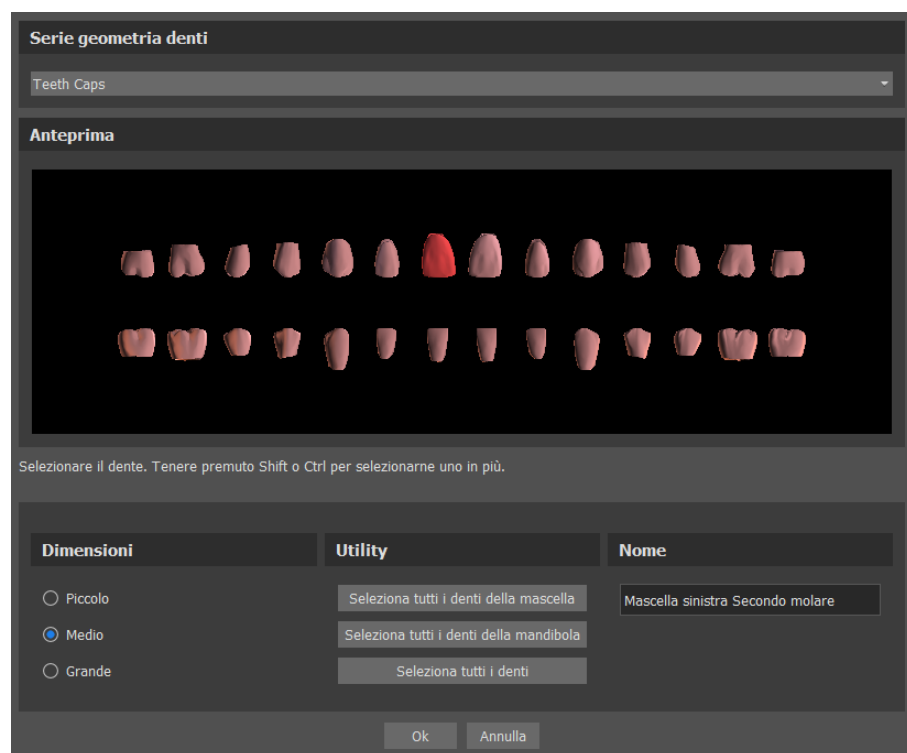 Serie geometria denti
Teeth Caps
Anteprima
Selezionare il dente. Tenere premuto Shift o Ctrl per selezionarne uno in più.
Dimensioni
Utility
Nome
Piccolo
Seleziona tutti i denti della mascella
Mascella sinistra Secondo molare
Medio
Seleziona tutti i denti della mandibola
Grande
Seleziona tutti i denti
Ok
Annulla